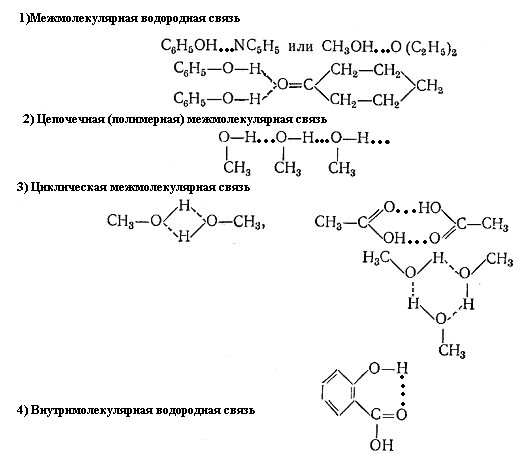 1)Межмолекулярная водородная связь
C₆H₅OH...NC₅H₅ или CH₃OH...O (C₂H₅)₂
C₆H₅—O—H CH₂—CH₂
O=C CH₂
C₆H₅—O—H CH₂—CH₂
2) Цепочечная (полимерная) межмолекулярная связь
O—H...O—H...O—H...
CH₃ CH₃ CH₃
3) Циклическая межмолекулярная связь
H
CH₃—O O—CH₃,
H
O...HO
CH₃—C C—CH₃
OH...O
H₃C H CH₃
O O
H H
O
CH₃
O—H
4) Внутримолекулярная водородная связь
C=O
OH